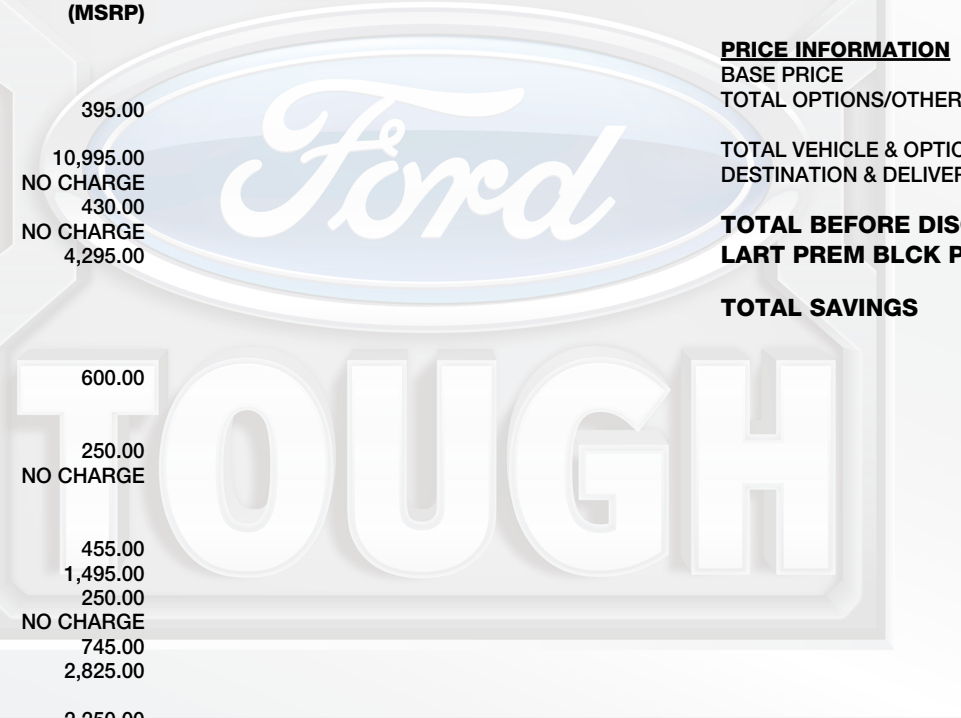 (MSRP)
395.00
10,995.00
NO CHARGE
430.00
NO CHARGE
4,295.00
600.00
250.00
NO CHARGE
455.00
1,495.00
250.00
NO CHARGE
745.00
2,825.00
PRICE INFORMATION
BASE PRICE
TOTAL OPTIONS/OTHER
TOTAL VEHICLE & OPTIO
DESTINATION & DELIVER
TOTAL BEFORE DIS
LART PREM BLCK P
TOTAL SAVINGS
Ford
TOUGH